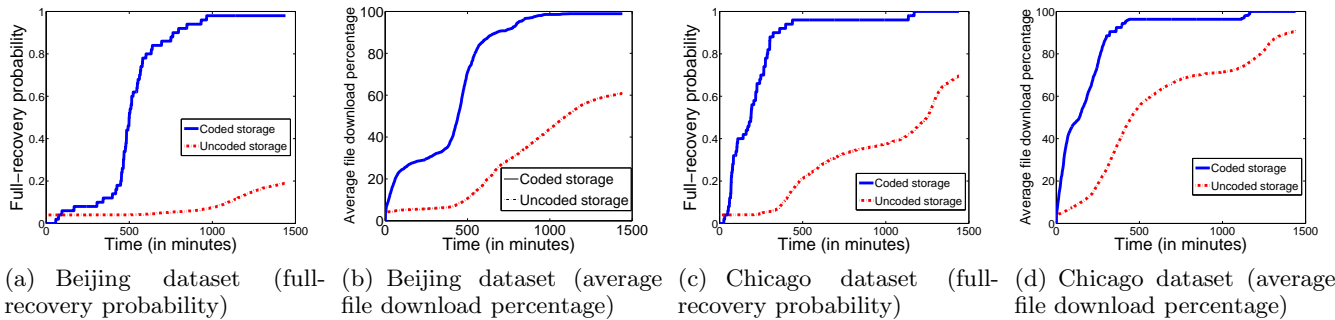 Full−recovery probability
1
0.8
0.6
0.4
0.2
0
0
500
1000
1500
Time (in minutes)
Coded storage
Uncoded storage
(a) Beijing dataset (full-
recovery probability)
Average file download percentage
100
80
60
40
20
0
0
500
1000
1500
Time (in minutes)
Coded storage
Uncoded storage
(b) Beijing dataset (average
file download percentage)
Full−recovery probability
1
0.8
0.6
0.4
0.2
0
0
500
1000
1500
Time (in minutes)
Coded storage
Uncoded storage
(c) Chicago dataset (full-
recovery probability)
Average file download percentage
100
80
60
40
20
0
0
500
1000
1500
Time (in minutes)
Coded storage
Uncoded storage
(d) Chicago dataset (average
file download percentage)